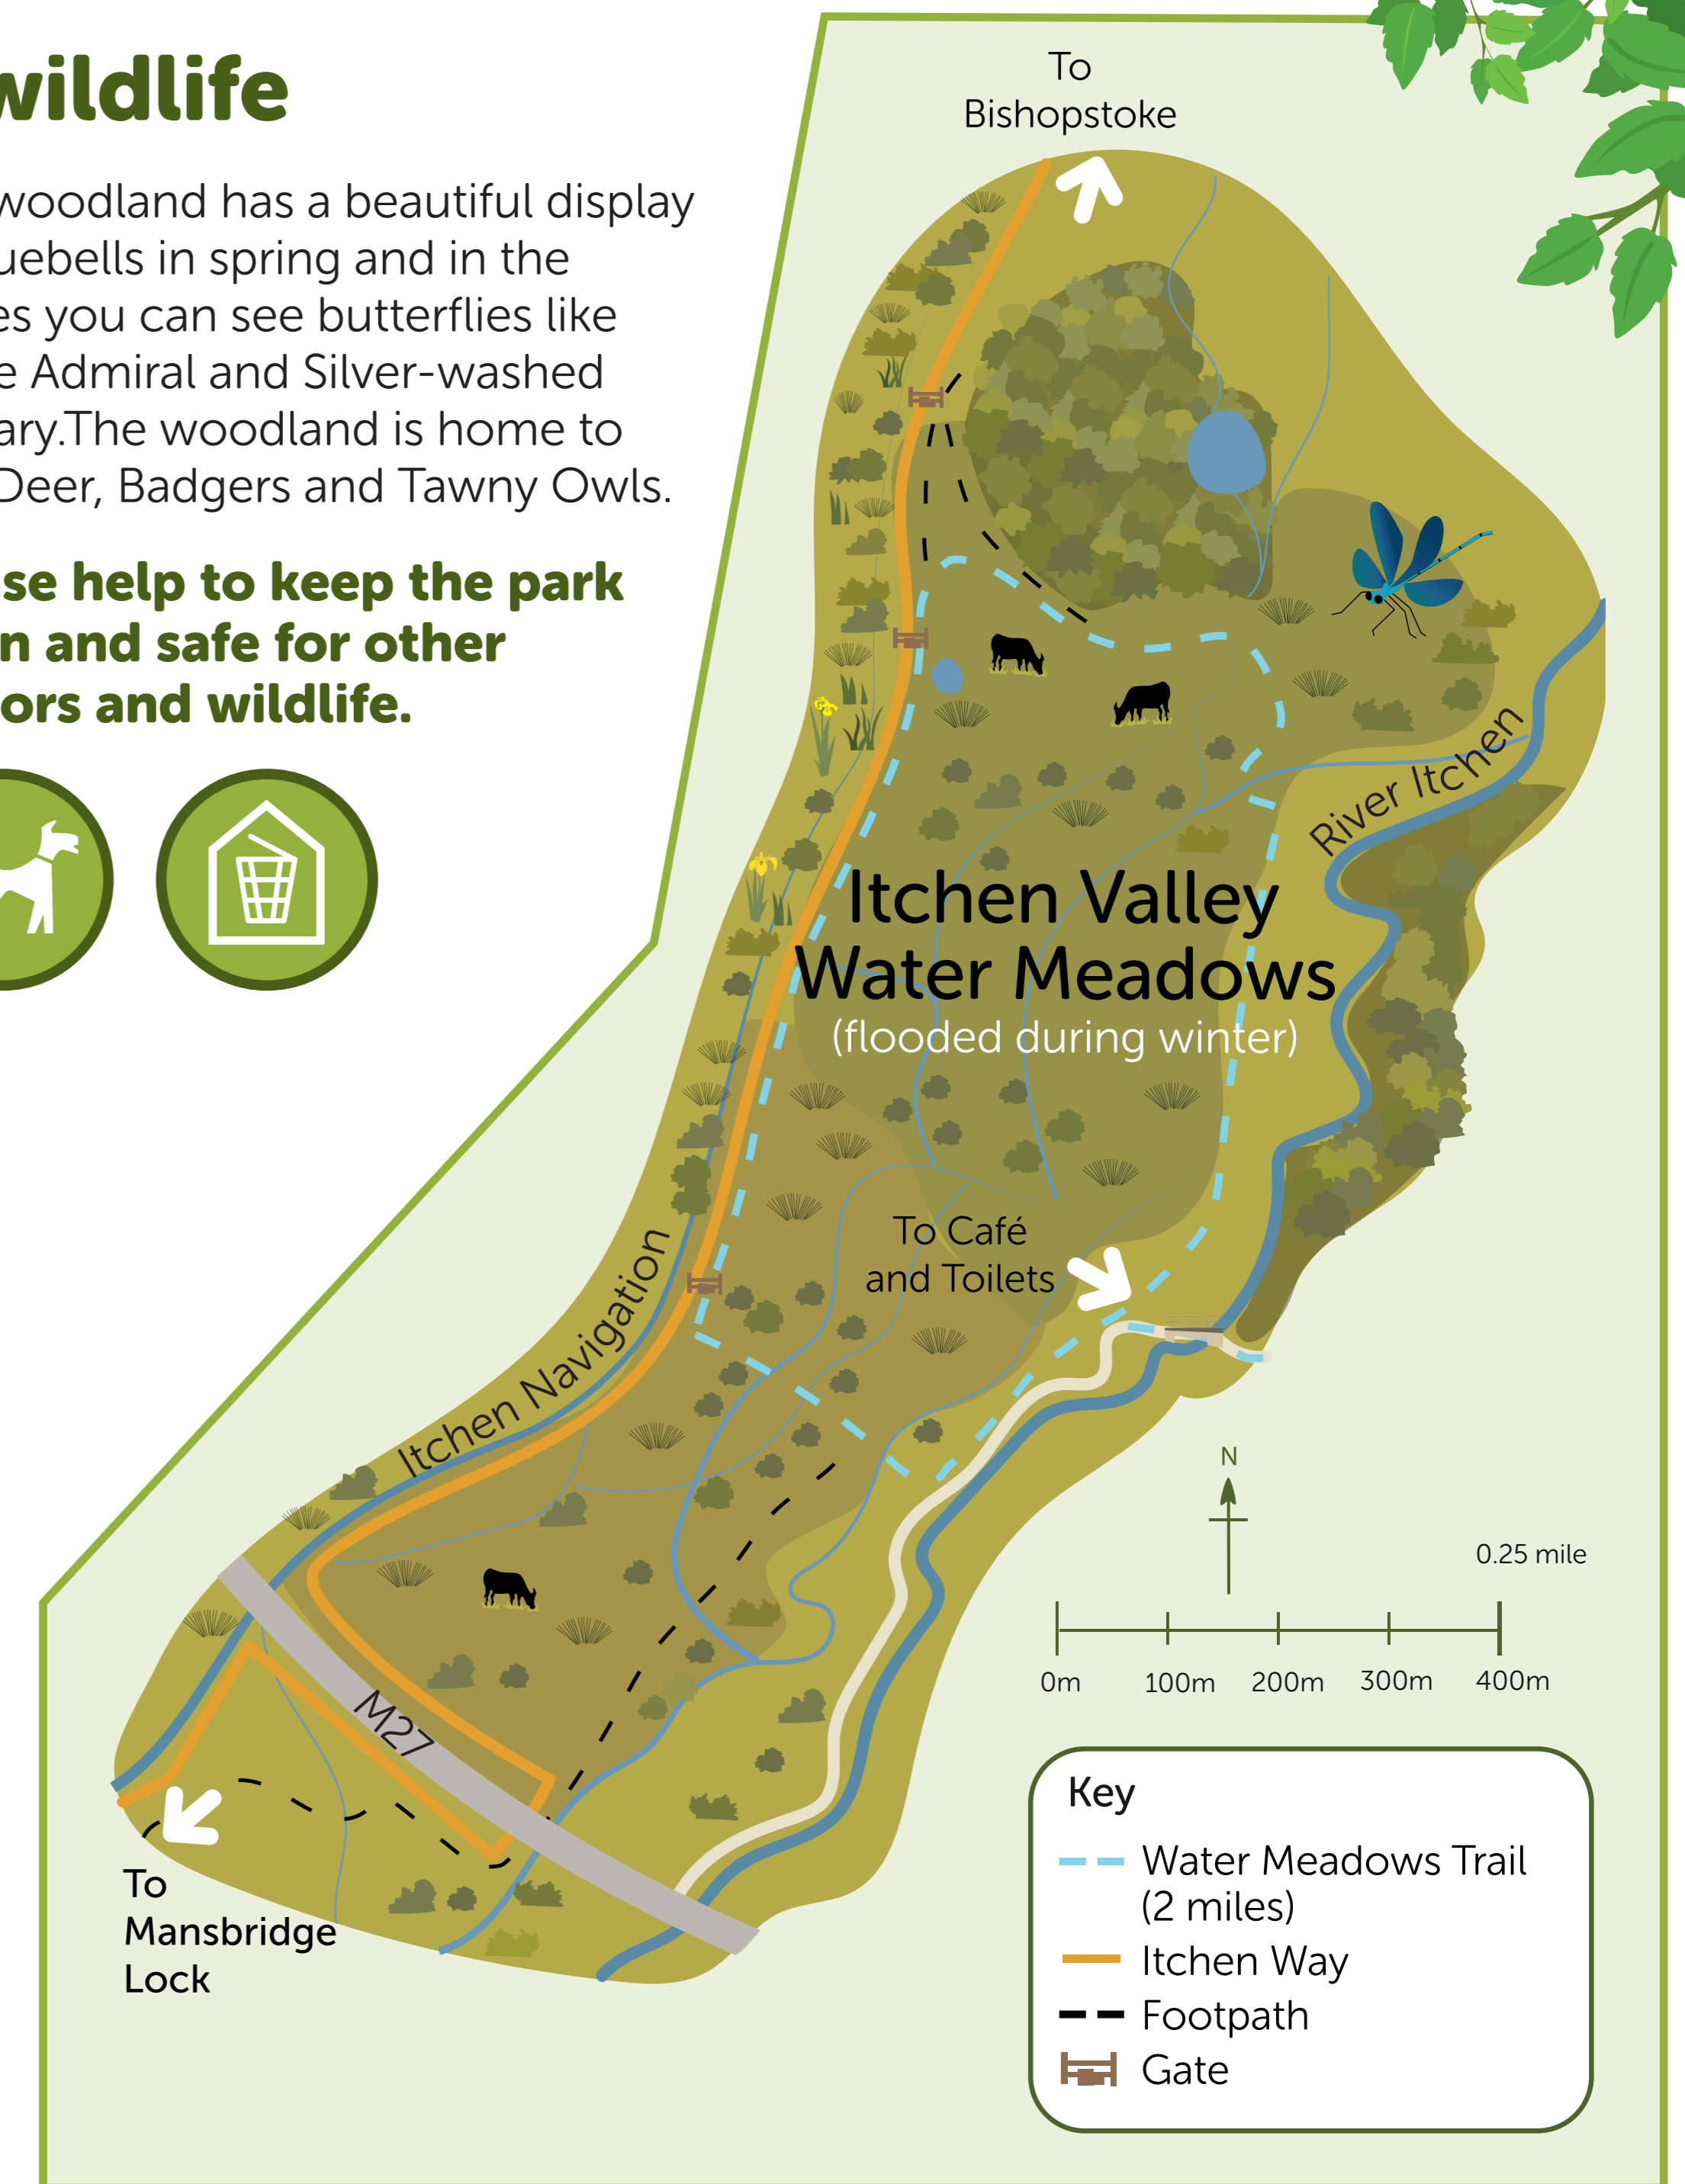 wildlife
woodland has a beautiful display
uebells in spring and in the
es you can see butterflies like
e Admiral and Silver-washed
ary.The woodland is home to
Deer, Badgers and Tawny Owls.
se help to keep the park
n and safe for other
ors and wildlife.
To
Bishopstoke
River Itchen
Itchen Valley
Water Meadows
(flooded during winter)
To Café
and Toilets
Itchen Navigation
M27
To
Mansbridge
Lock
N
0.25 mile
0m 100m 200m 300m 400m
Key
Water Meadows Trail
(2 miles)
Itchen Way
Footpath
Gate